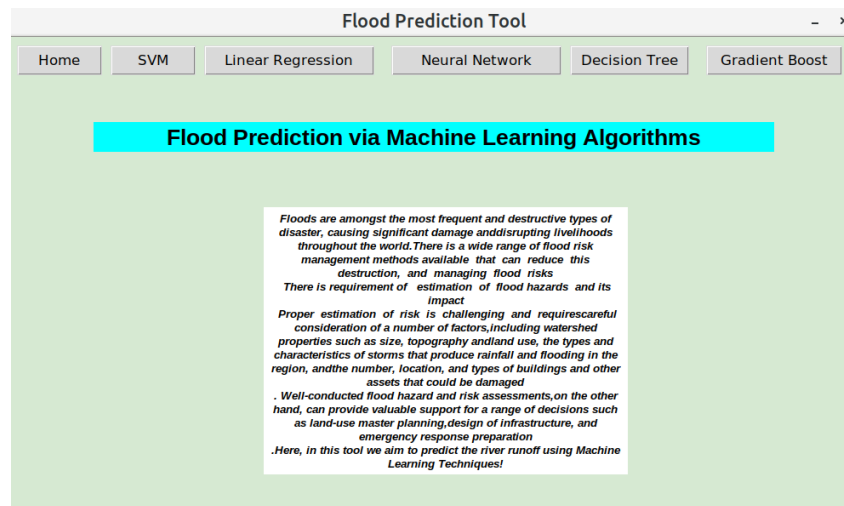 Flood Prediction Tool
Home SVM Linear Regression Neural Network Decision Tree Gradient Boost
Flood Prediction via Machine Learning Algorithms
Floods are amongst the most frequent and destructive types of
disaster, causing significant damage anddisrupting livelihoods
throughout the world.There is a wide range of flood risk
management methods available that can reduce this
destruction, and managing flood risks
There is requirement of estimation of flood hazards and its
impact
Proper estimation of risk is challenging and requirescareful
consideration of a number of factors,including watershed
properties such as size, topography andland use, the types and
characteristics of storms that produce rainfall and flooding in the
region, andthe number, location, and types of buildings and other
assets that could be damaged
. Well-conducted flood hazard and risk assessments,on the other
hand, can provide valuable support for a range of decisions such
as land-use master planning,design of infrastructure, and
emergency response preparation
.Here, in this tool we aim to predict the river runoff using Machine
Learning Techniques!